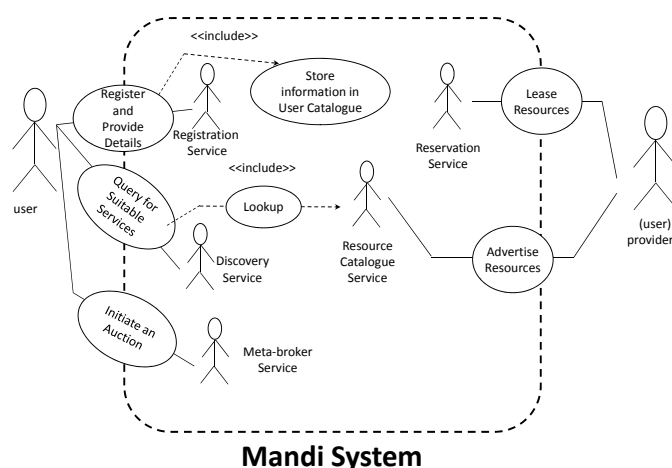 <<include>>
Store
information in
User Catalogue
Register
and
Provide
Details
Registration
Service
Lease
Resources
Reservation
Service
user
(user)
provider
<<include>>
Query for
Suitable
Services
Lookup
Resource
Catalogue
Service
Discovery
Service
Advertise
Resources
Initiate an
Auction
Meta-broker
Service
Mandi System